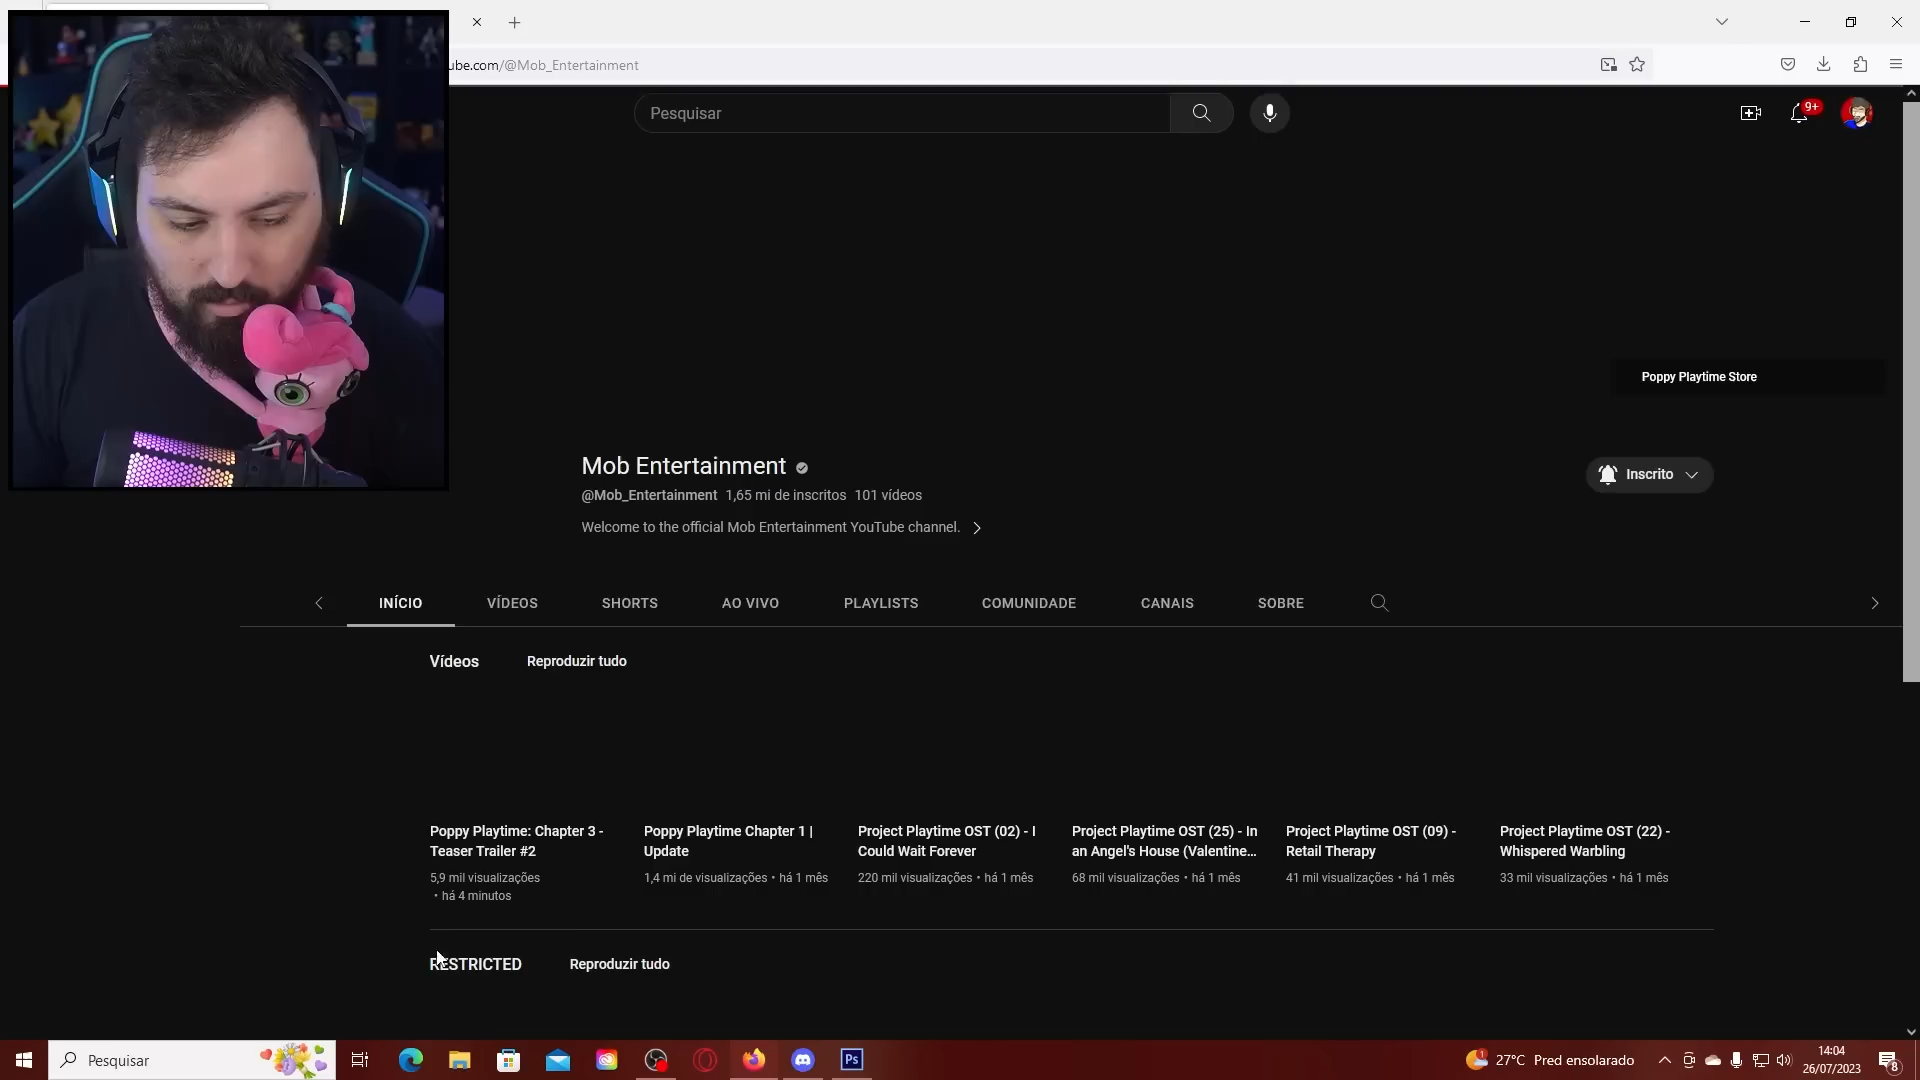 ube.com/@Mob_Entertainment
Pesquisar
9+
Poppy Playtime Store
Mob Entertainment
@Mob_Entertainment 1,65 mi de inscritos 101 vídeos
Inscrito
Welcome to the official Mob Entertainment YouTube channel.
INÍCIO VÍDEOS SHORTS AO VIVO PLAYLISTS COMUNIDADE CANAIS SOBRE
Vídeos Reproduzir tudo
Poppy Playtime: Chapter 3 -
Teaser Trailer #2
5,9 mil visualizações
• há 4 minutos
Poppy Playtime Chapter 1 |
Update
1,4 mi de visualizações • há 1 mês
Project Playtime OST (02) - I
Could Wait Forever
220 mil visualizações • há 1 mês
Project Playtime OST (25) - In
an Angel's House (Valentine...
68 mil visualizações • há 1 mês
Project Playtime OST (09) -
Retail Therapy
41 mil visualizações • há 1 mês
Project Playtime OST (22) -
Whispered Warbling
33 mil visualizações • há 1 mês
RESTRICTED Reproduzir tudo
Pesquisar
Ps
1
27°C Pred ensolarado
14:04
26/07/2023
8